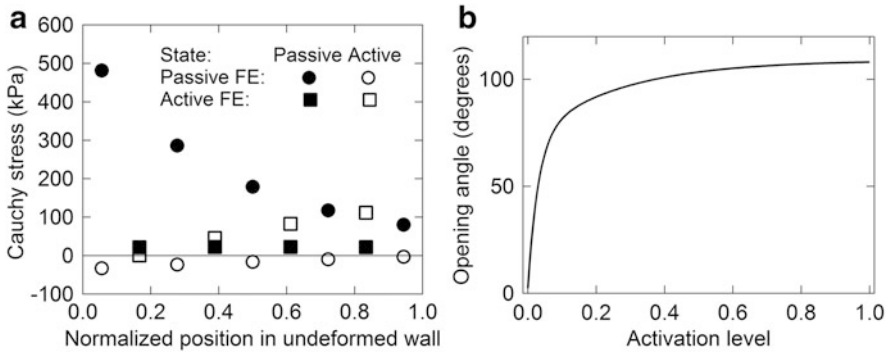 a
600
500
400
300
200
100
0
-100
Cauchy stress (kPa)
State: Passive Active
Passive FE:
Active FE:
0.0 0.2 0.4 0.6 0.8 1.0
Normalized position in undeformed wall
b
100
50
0
Opening angle (degrees)
0.0 0.2 0.4 0.6 0.8 1.0
Activation level